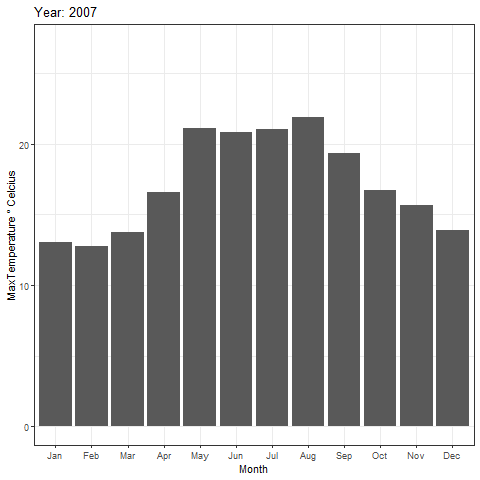 Year: 2007
MaxTemperature ° Celcius
20
10
0
Jan Feb Mar Apr May Jun Jul Aug Sep Oct Nov Dec
Month